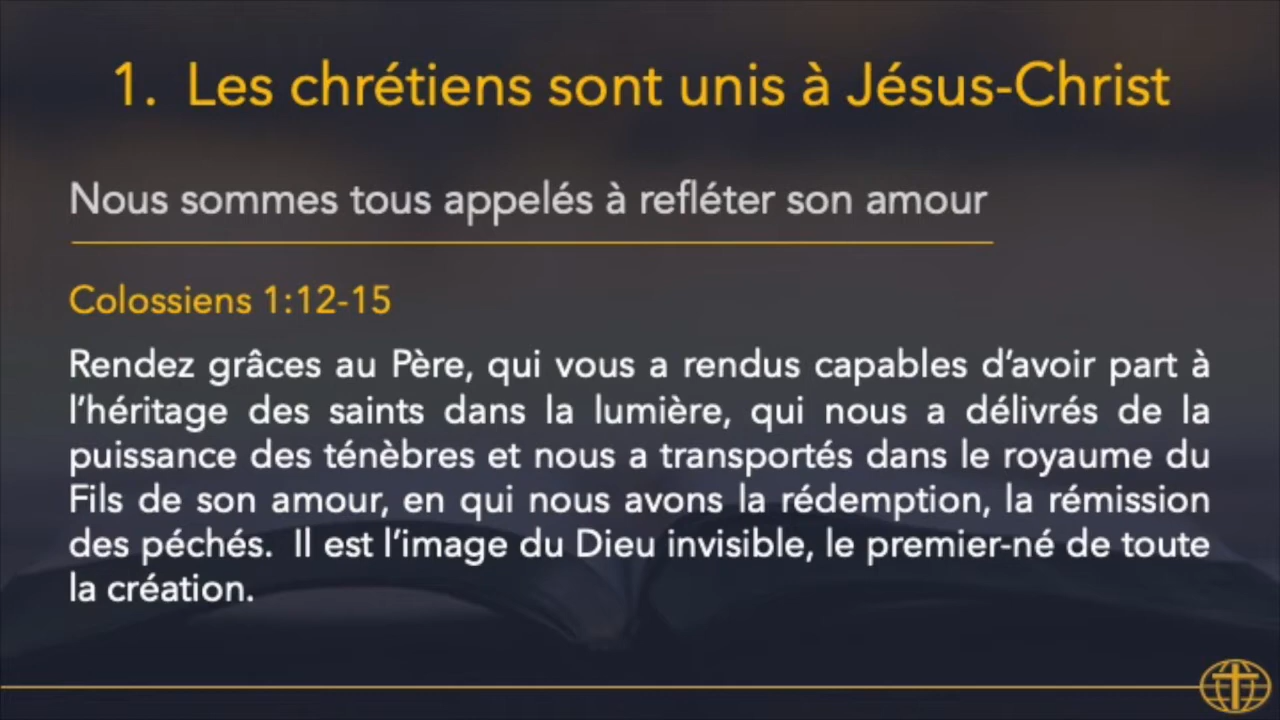 1. Les chrétiens sont unis à Jésus-Christ
Nous sommes tous appelés à refléter son amour
Colossiens 1:12-15
Rendez grâces au Père, qui vous a rendus capables d’avoir part à
l’héritage des saints dans la lumière, qui nous a délivrés de la
puissance des ténèbres et nous a transportés dans le royaume du
Fils de son amour, en qui nous avons la rédemption, la rémission
des péchés. Il est l’image du Dieu invisible, le premier-né de toute
la création.